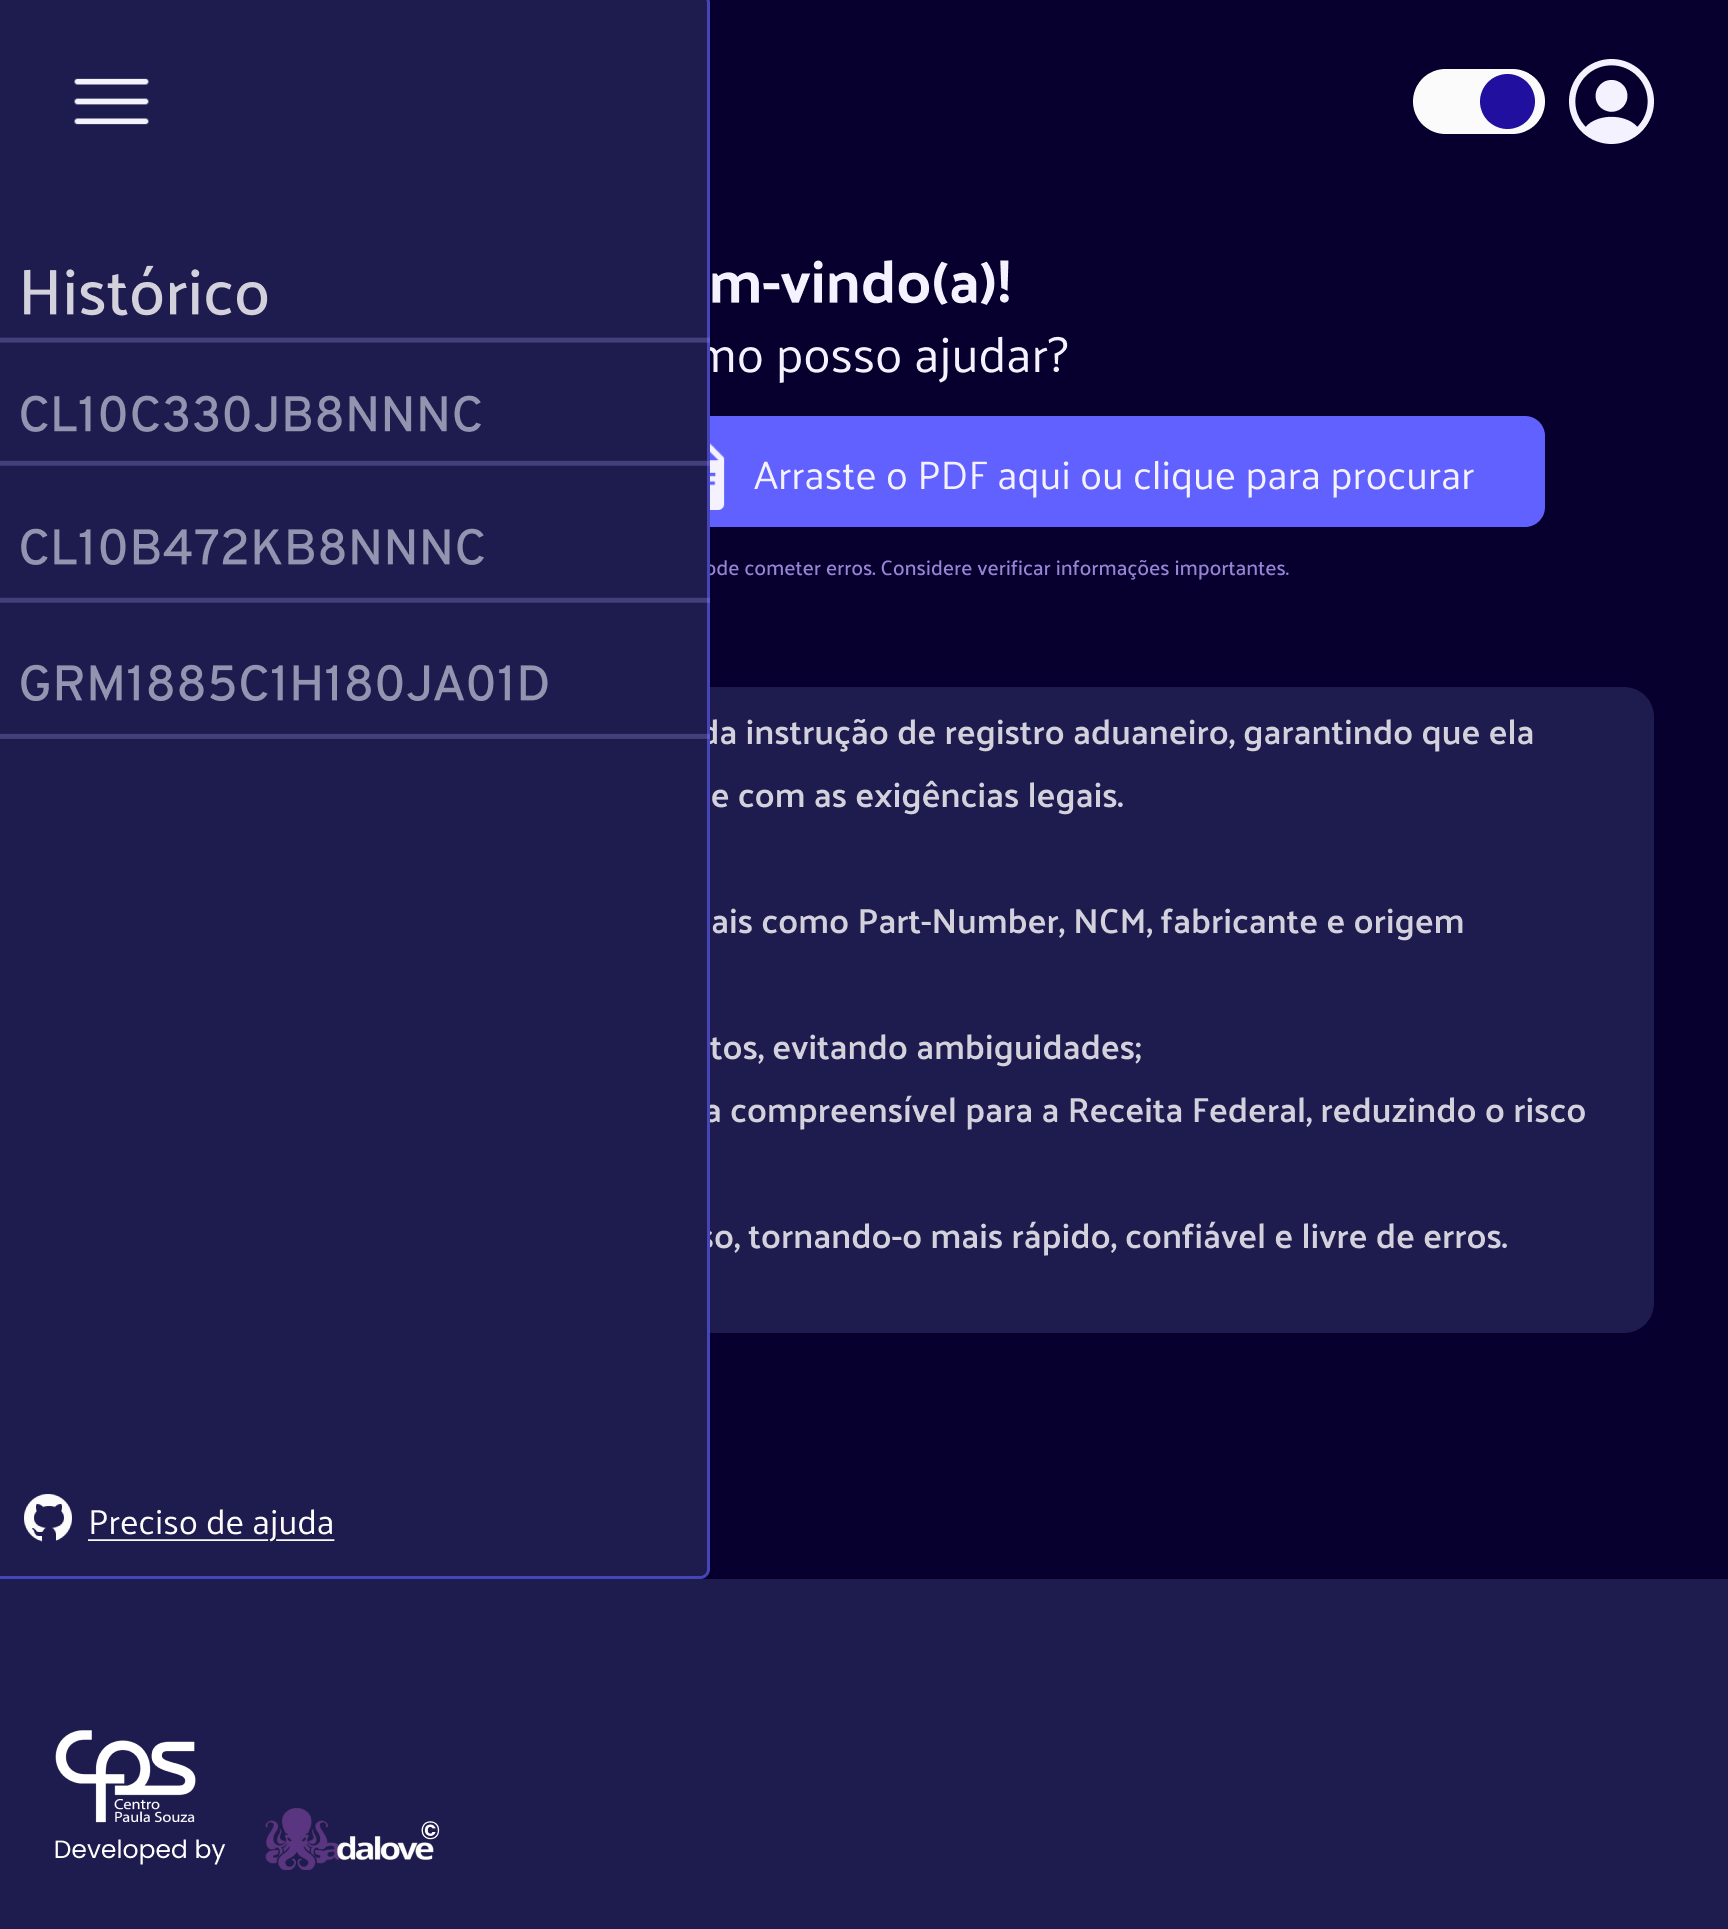 Histórico
CL10C330JB8NNNC
CL10B472KB8NNNC
GRM1885C1H180JA01D
Preciso de ajuda
m-vindo(a)!
mo posso ajudar?
Arraste o PDF aqui ou clique para procurar
ode cometer erros. Considere verificar informações importantes.
da instrução de registro aduaneiro, garantindo que ela
e com as exigências legais.
ais como Part-Number, NCM, fabricante e origem
tos, evitando ambiguidades;
a compreensível para a Receita Federal, reduzindo o risco
so, tornando-o mais rápido, confiável e livre de erros.
cps
Centro
Paula Souza
Developed by
adalove©